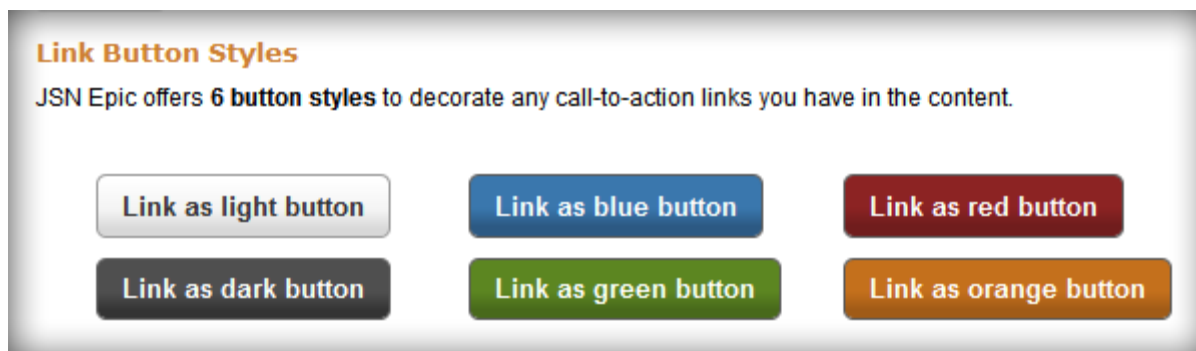 Link Button Styles
JSN Epic offers 6 button styles to decorate any call-to-action links you have in the content.
Link as light button
Link as blue button
Link as red button
Link as dark button
Link as green button
Link as orange button